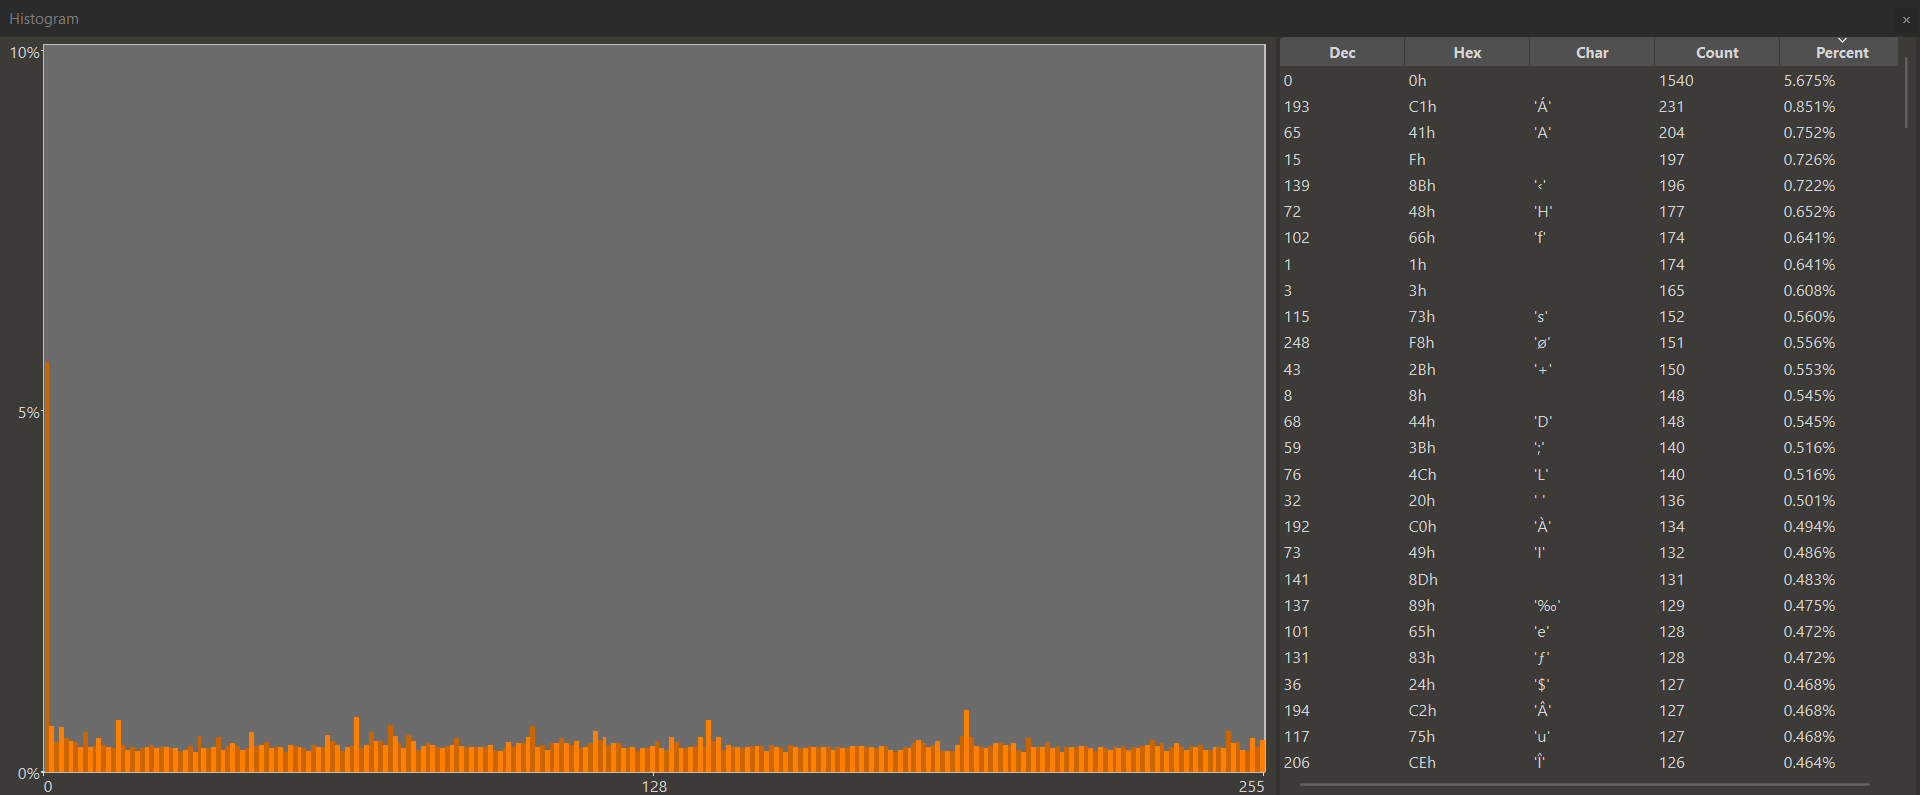 Histogram ×
10%
5%
0%
0 128 255
Dec Hex Char Count Percent
0 0h 1540 5.675%
193 C1h 'Á' 231 0.851%
65 41h 'A' 204 0.752%
15 Fh 197 0.726%
139 8Bh '‹' 196 0.722%
72 48h 'H' 177 0.652%
102 66h 'f' 174 0.641%
1 1h 174 0.641%
3 3h 165 0.608%
115 73h 's' 152 0.560%
248 F8h 'ø' 151 0.556%
43 2Bh '+' 150 0.553%
8 8h 148 0.545%
68 44h 'D' 148 0.545%
59 3Bh ';' 140 0.516%
76 4Ch 'L' 140 0.516%
32 20h ' ' 136 0.501%
192 C0h 'À' 134 0.494%
73 49h 'I' 132 0.486%
141 8Dh 131 0.483%
137 89h '‰' 129 0.475%
101 65h 'e' 128 0.472%
131 83h 'ƒ' 128 0.472%
36 24h '$' 127 0.468%
194 C2h 'Â' 127 0.468%
117 75h 'u' 127 0.468%
206 CEh 'Î' 126 0.464%